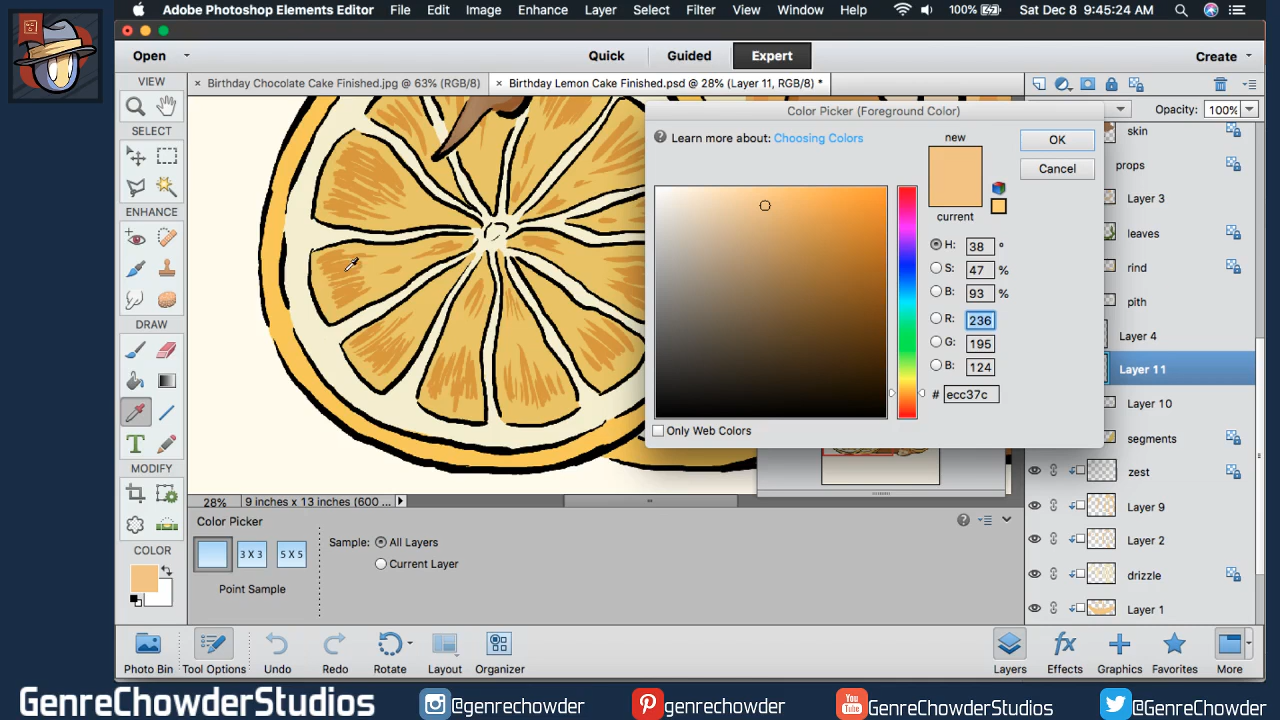 Adobe Photoshop Elements Editor File Edit Image Enhance Layer Select Filter View Window Help 100% Sat Dec 8 9:45:24 AM
Open Quick Guided Expert Create
VIEW
× Birthday Chocolate Cake Finished.jpg @ 63% (RGB/8) × Birthday Lemon Cake Finished.psd @ 28% (Layer 11, RGB/8) *
Color Picker (Foreground Color)
Opacity: 100%
SELECT
Learn more about: Choosing Colors
new
OK
Cancel
current
skin
props
Layer 3
leaves
rind
pith
Layer 4
Layer 11
Layer 10
segments
zest
Layer 9
Layer 2
drizzle
Layer 1
ENHANCE
H: 38 °
S: 47 %
B: 93 %
R: 236
G: 195
B: 124
# ecc37c
Only Web Colors
DRAW
T
MODIFY
28% 9 inches x 13 inches (600 ...
Color Picker
Sample: All Layers
Current Layer
3 X 3 5 X 5
Point Sample
COLOR
Photo Bin Tool Options Undo Redo Rotate Layout Organizer
fx
Layers Effects Graphics Favorites More
GenreChowderStudios @genrechowder genrechowder GenreChowderStudios @GenreChowder